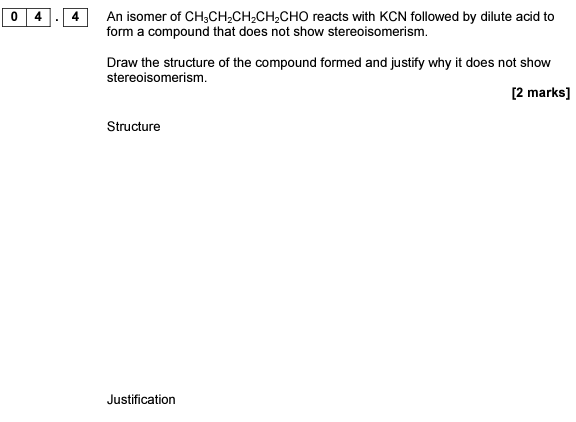 0 4 . 4 An isomer of CH₃CH₂CH₂CH₂CHO reacts with KCN followed by dilute acid to
form a compound that does not show stereoisomerism.
Draw the structure of the compound formed and justify why it does not show
stereoisomerism.
[2 marks]
Structure
Justification